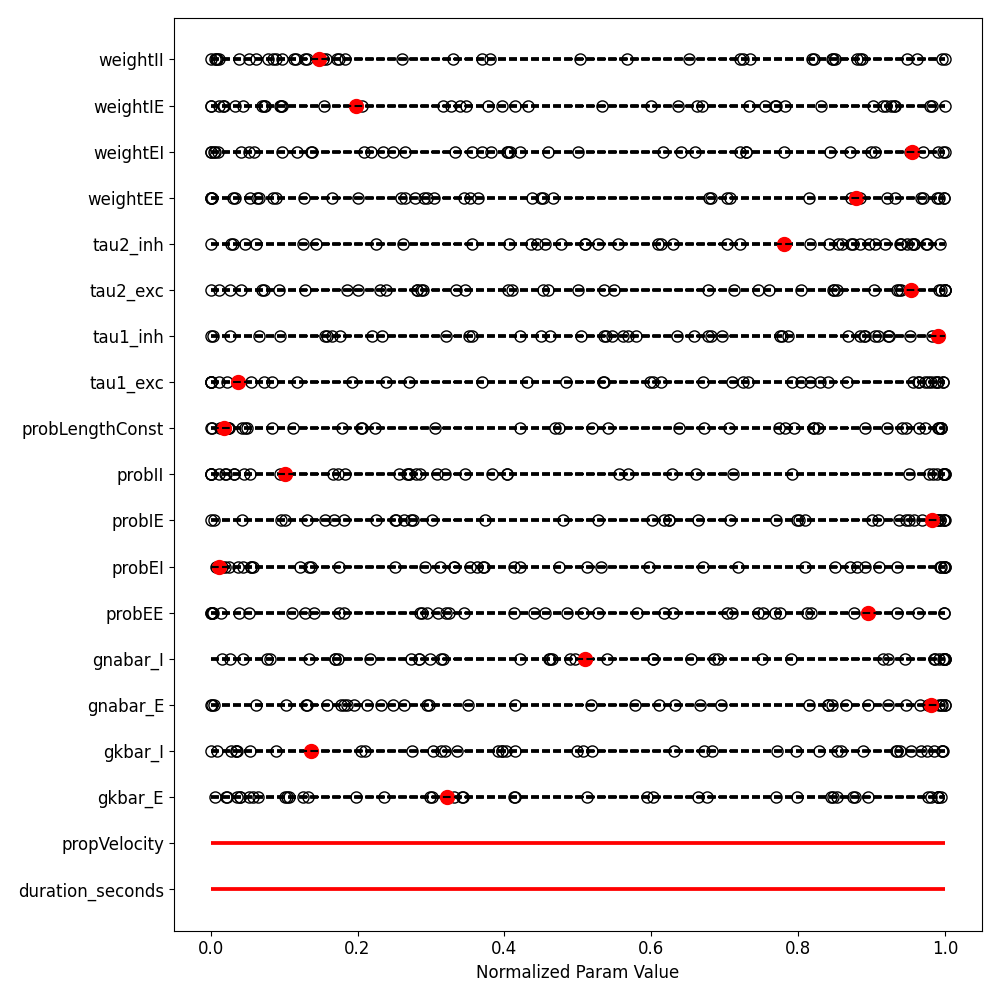 weightII
weightIE
weightEI
weightEE
tau2_inh
tau2_exc
tau1_inh
tau1_exc
probLengthConst
probII
probIE
probEI
probEE
gnabar_I
gnabar_E
gkbar_I
gkbar_E
propVelocity
duration_seconds
0.0 0.2 0.4 0.6 0.8 1.0
Normalized Param Value